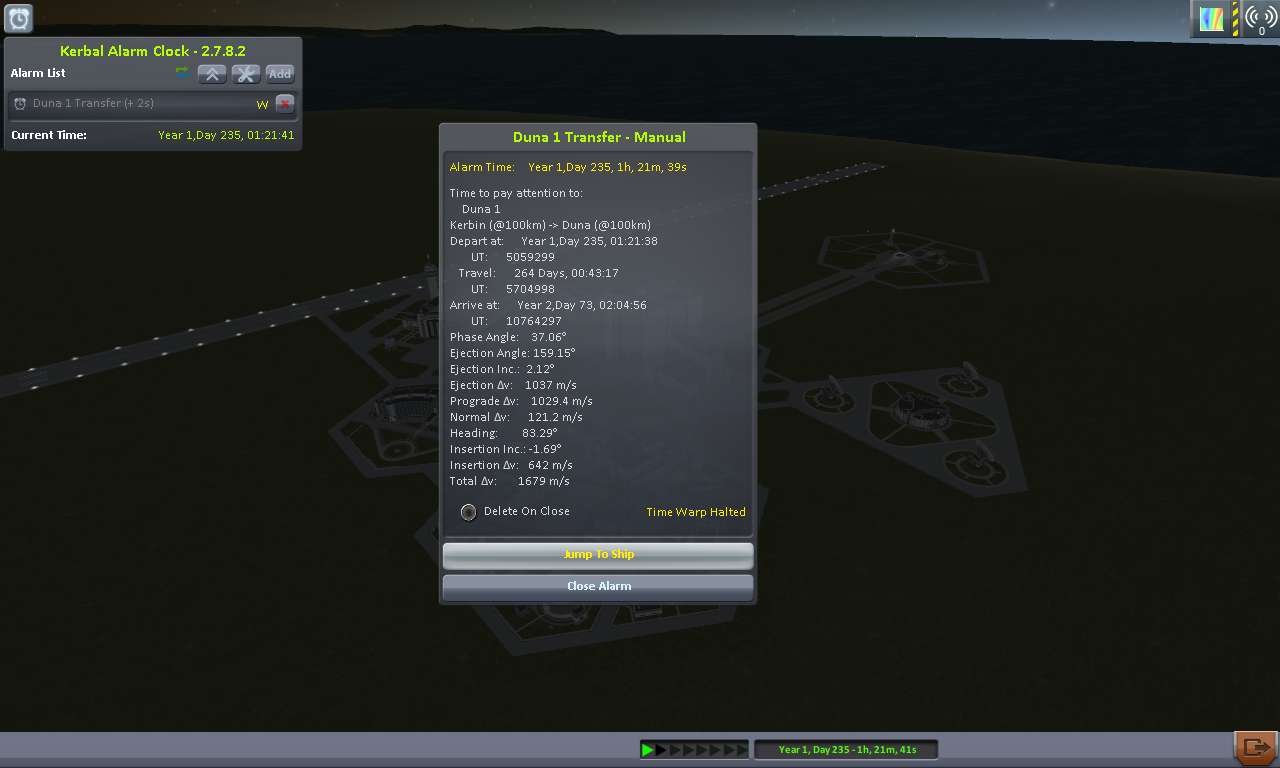 0
Kerbal Alarm Clock - 2.7.8.2
Alarm List
Add
Duna 1 Transfer (+ 2s)
W
Current Time: Year 1,Day 235, 01:21:41
Duna 1 Transfer - Manual
Alarm Time: Year 1,Day 235, 1h, 21m, 39s
Time to pay attention to:
Duna 1
Kerbin (@100km) -> Duna (@100km)
Depart at: Year 1,Day 235, 01:21:38
UT: 5059299
Travel: 264 Days, 00:43:17
UT: 5704998
Arrive at: Year 2,Day 73, 02:04:56
UT: 10764297
Phase Angle: 37.06°
Ejection Angle: 159.15°
Ejection Inc.: 2.12°
Ejection Δv: 1037 m/s
Prograde Δv: 1029.4 m/s
Normal Δv: 121.2 m/s
Heading: 83.29°
Insertion Inc.: -1.69°
Insertion Δv: 642 m/s
Total Δv: 1679 m/s
Delete On Close
Time Warp Halted
Jump To Ship
Close Alarm
Year 1, Day 235 - 1h, 21m, 41s